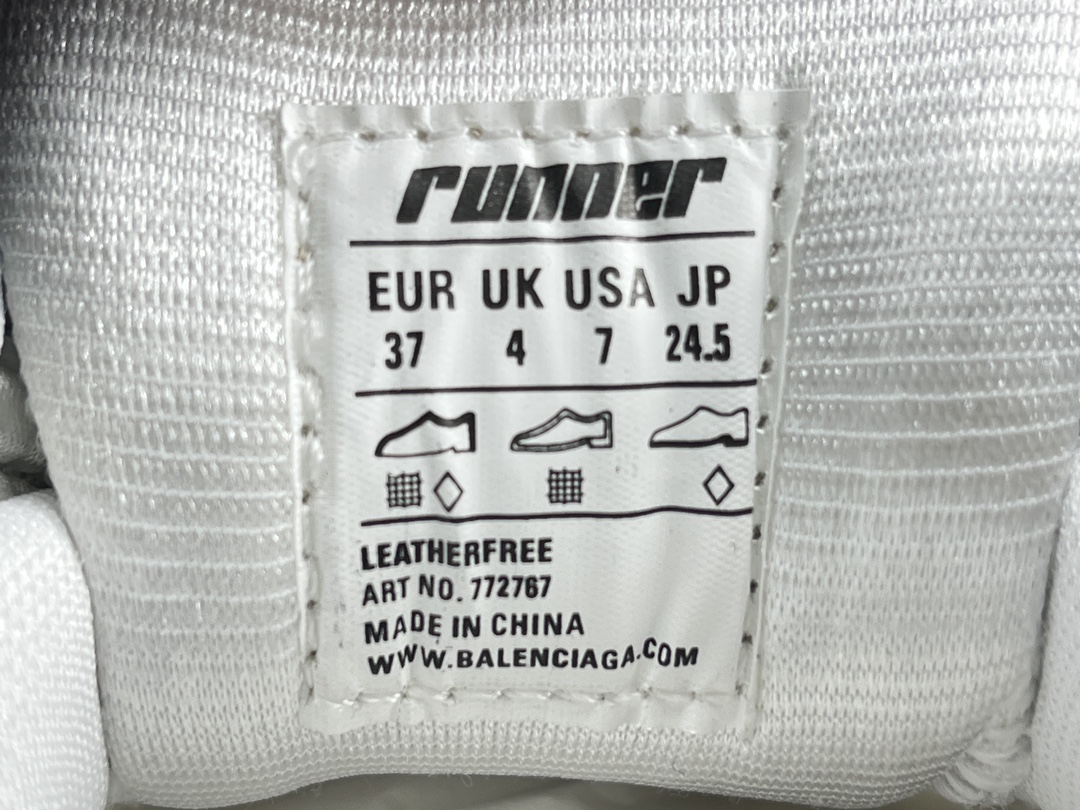 runner
EUR UK USA JP
37 4 7 24.5
LEATHERFREE
ART NO. 772767
MADE IN CHINA
WWW.BALENCIAGA.COM